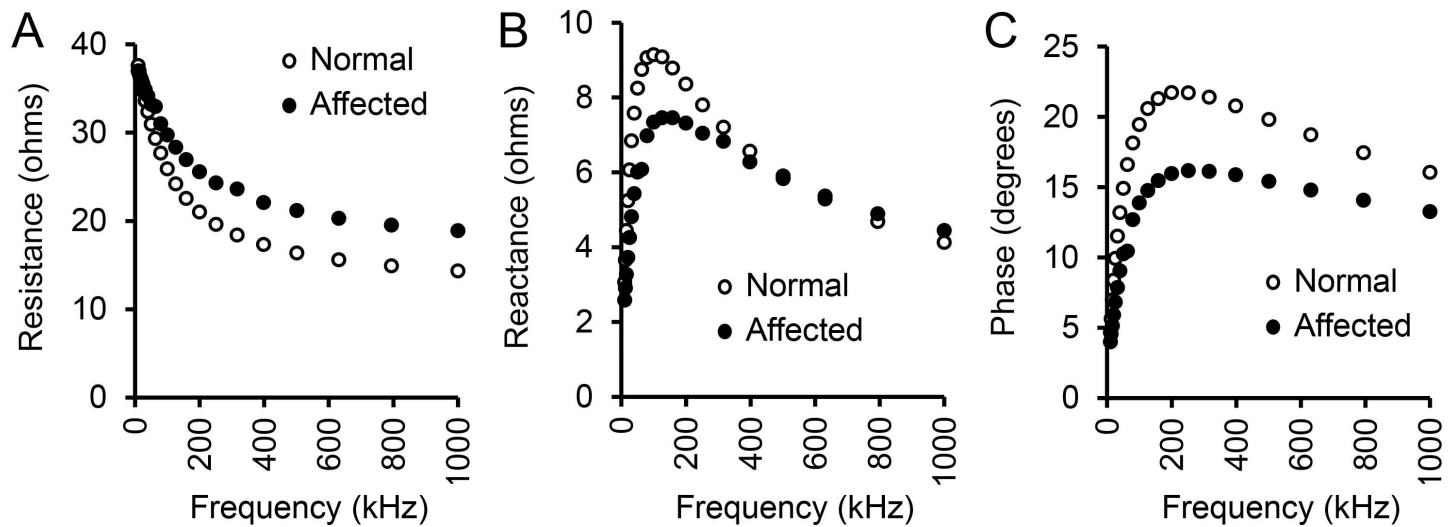 A
Resistance (ohms)
40
30
20
10
0
Normal
Affected
0
200
400
600
800
1000
Frequency (kHz)
B
Reactance (ohms)
10
8
6
4
2
0
Normal
Affected
0
200
400
600
800
1000
Frequency (kHz)
C
Phase (degrees)
25
20
15
10
5
0
Normal
Affected
0
200
400
600
800
1000
Frequency (kHz)